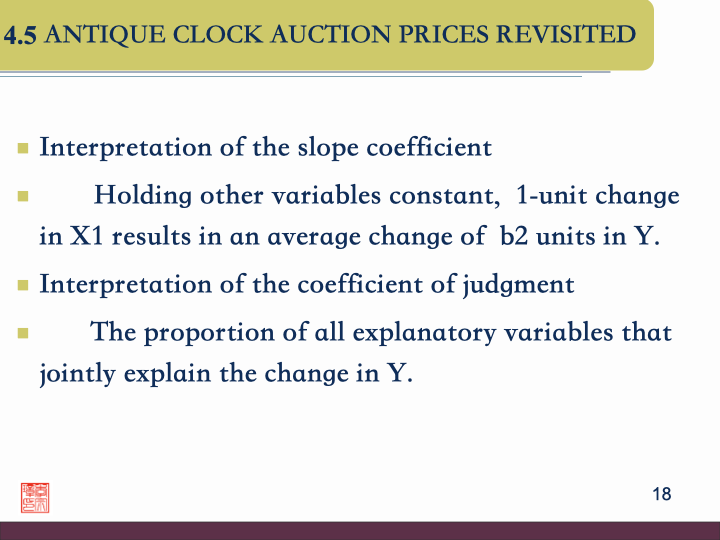 4.5 ANTIQUE CLOCK AUCTION PRICES REVISITED
Interpretation of the slope coefficient
Holding other variables constant, 1-unit change
in X1 results in an average change of b2 units in Y.
Interpretation of the coefficient of judgment
The proportion of all explanatory variables that
jointly explain the change in Y.
18